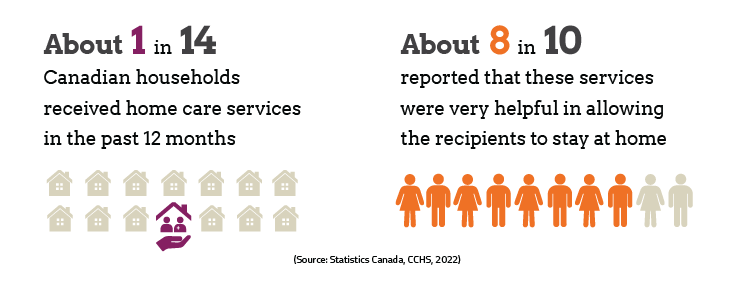 About 1 in 14
Canadian households
received home care services
in the past 12 months
About 8 in 10
reported that these services
were very helpful in allowing
the recipients to stay at home
(Source: Statistics Canada, CCHS, 2022)